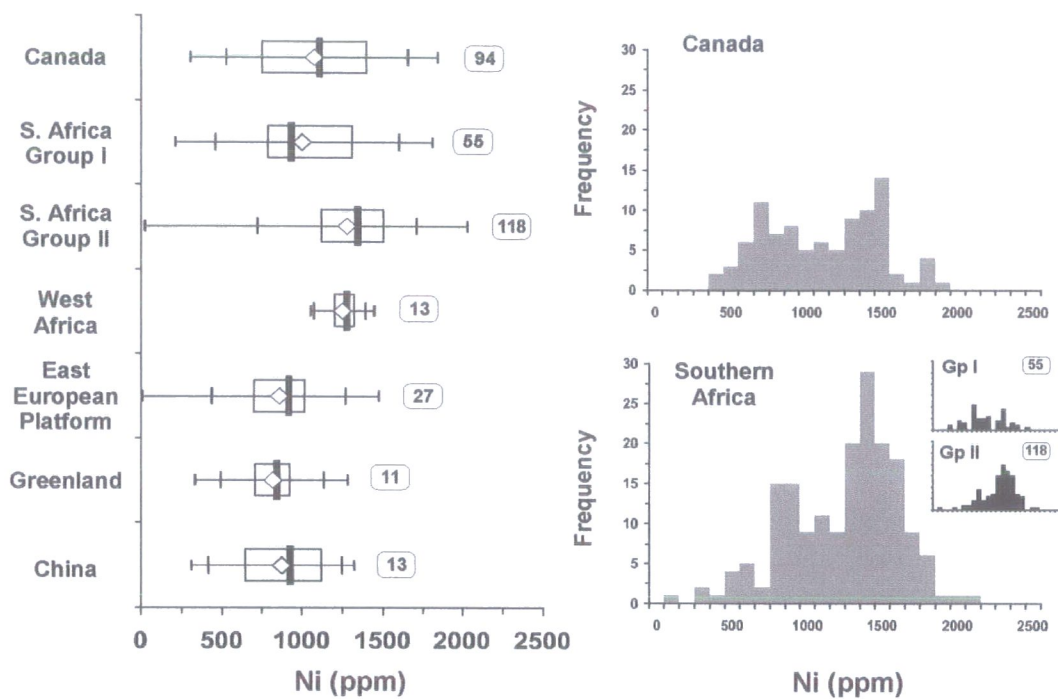 Canada
94
S. Africa
Group I
55
S. Africa
Group II
118
West
Africa
13
East
European
Platform
27
Greenland
11
China
13
0 500 1000 1500 2000 2500
Ni (ppm)
Canada
Frequency
30
25
20
15
10
5
0
0 500 1000 1500 2000 2500
Southern
Africa
Frequency
30
25
20
15
10
5
0
Gp I 55
Gp II 118
0 500 1000 1500 2000 2500
Ni (ppm)